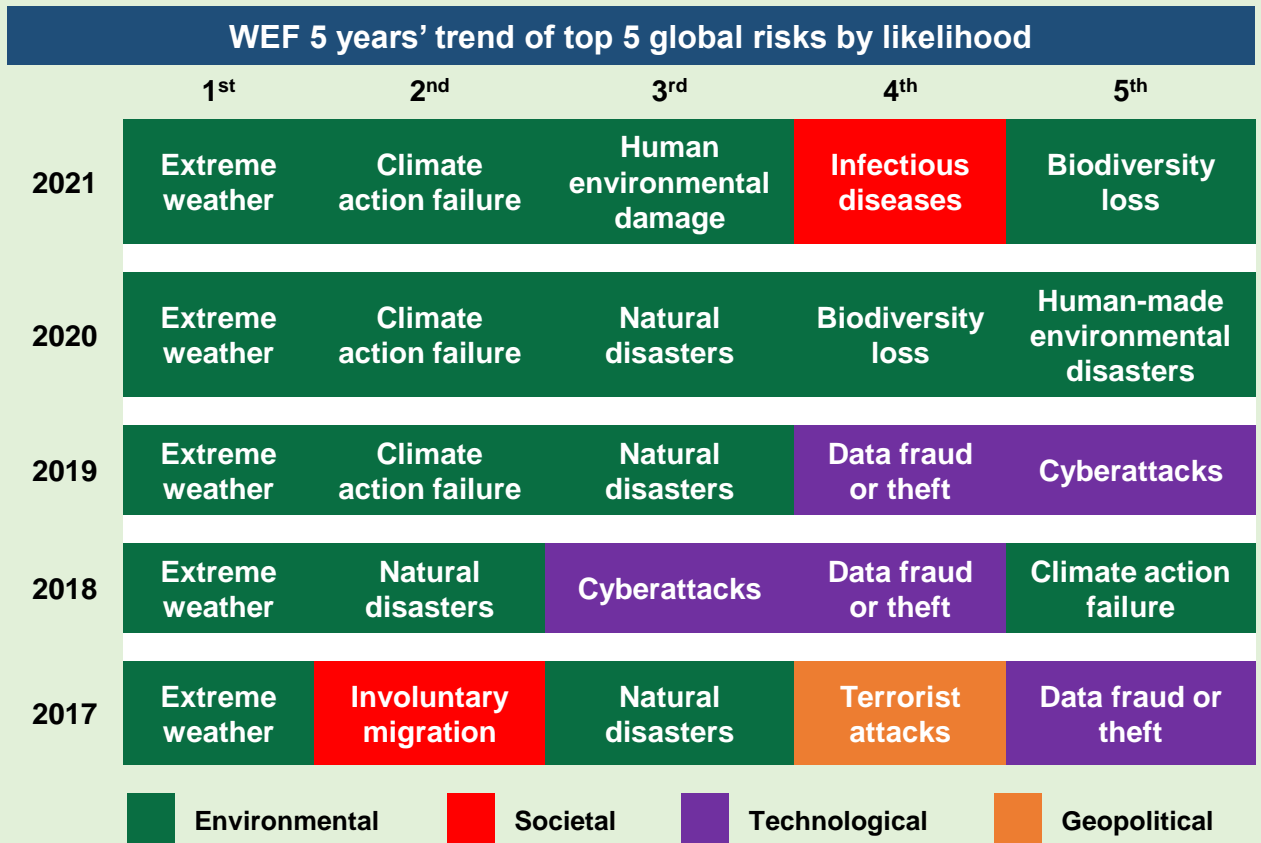 WEF 5 years’ trend of top 5 global risks by likelihood
1st 2nd 3rd 4th 5th
2021
Extreme
weather
Climate
action failure
Human
environmental
damage
Infectious
diseases
Biodiversity
loss
2020
Extreme
weather
Climate
action failure
Natural
disasters
Biodiversity
loss
Human-made
environmental
disasters
2019
Extreme
weather
Climate
action failure
Natural
disasters
Data fraud
or theft
Cyberattacks
2018
Extreme
weather
Natural
disasters
Cyberattacks
Data fraud
or theft
Climate action
failure
2017
Extreme
weather
Involuntary
migration
Natural
disasters
Terrorist
attacks
Data fraud or
theft
Environmental Societal Technological Geopolitical